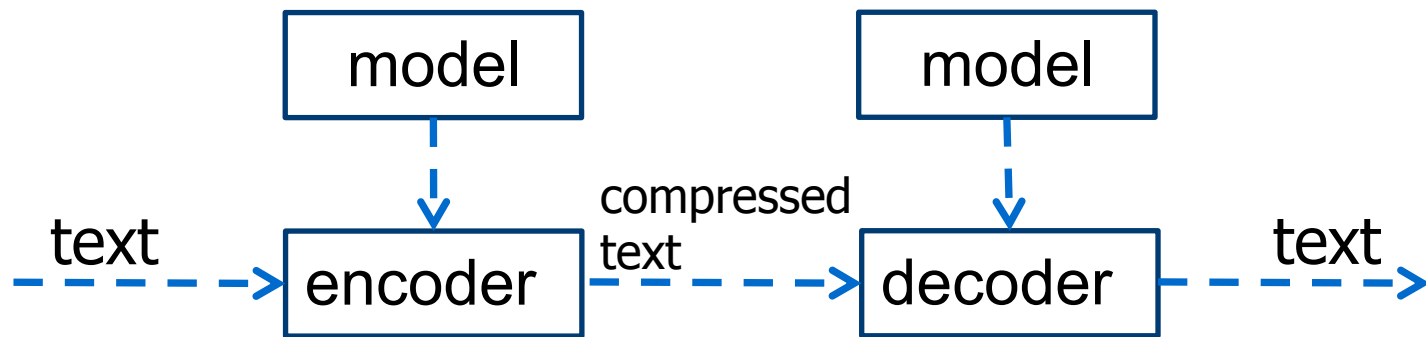 model
model
compressed
text
text
text
encoder
decoder